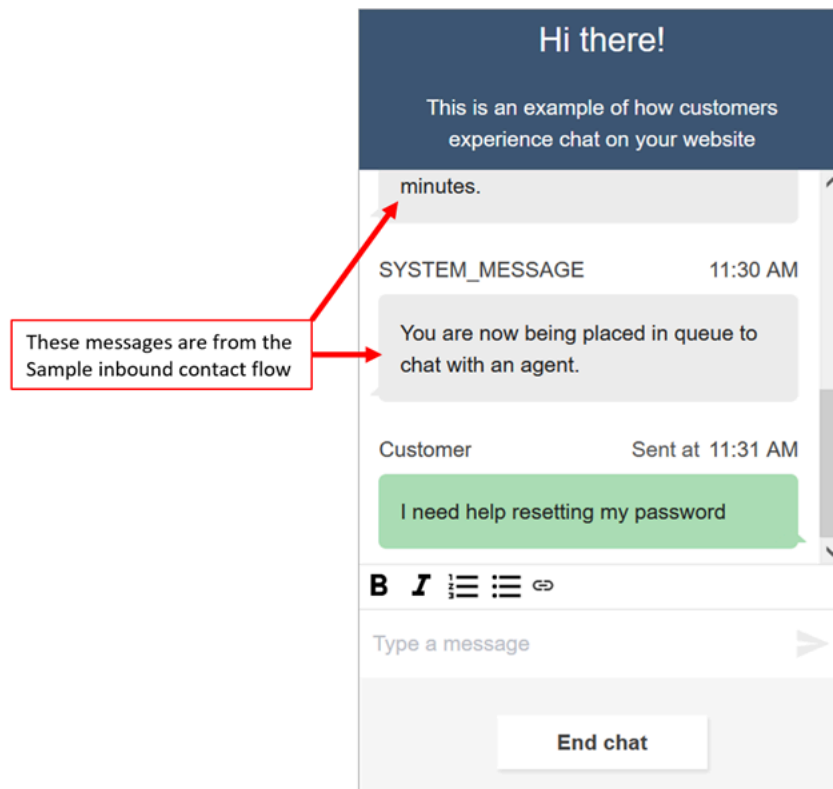 Hi there!
This is an example of how customers
experience chat on your website
minutes.
SYSTEM_MESSAGE 11:30 AM
These messages are from the
Sample inbound contact flow
You are now being placed in queue to
chat with an agent.
Customer Sent at 11:31 AM
I need help resetting my password
B I
Type a message
End chat